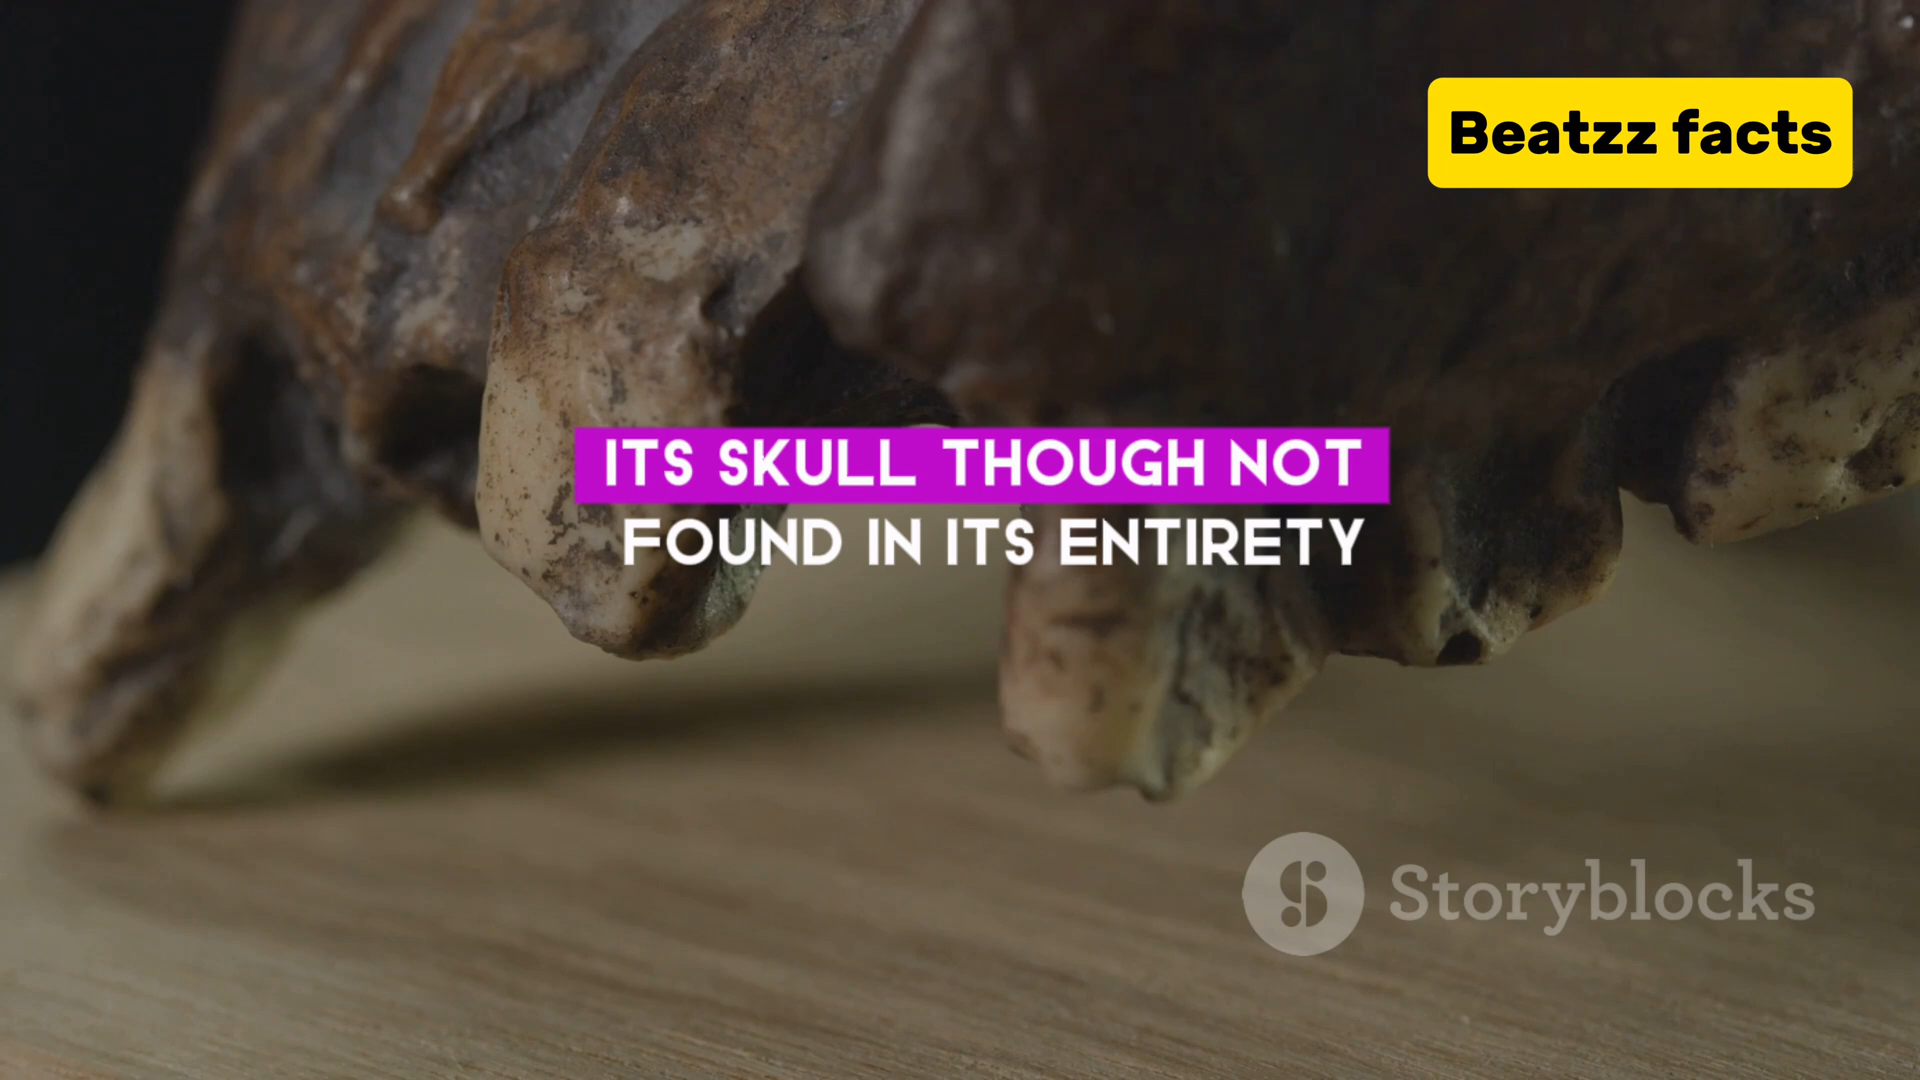 Beatzz facts
ITS SKULL THOUGH NOT
FOUND IN ITS ENTIRETY
Storyblocks